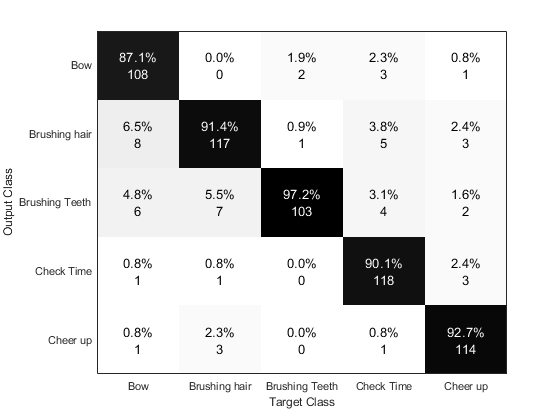 Output Class
Bow
87.1% 0.0% 1.9% 2.3% 0.8%
108 0 2 3 1
Brushing hair
6.5% 91.4% 0.9% 3.8% 2.4%
8 117 1 5 3
Brushing Teeth
4.8% 5.5% 97.2% 3.1% 1.6%
6 7 103 4 2
Check Time
0.8% 0.8% 0.0% 90.1% 2.4%
1 1 0 118 3
Cheer up
0.8% 2.3% 0.0% 0.8% 92.7%
1 3 0 1 114
Bow Brushing hair Brushing Teeth Check Time Cheer up
Target Class